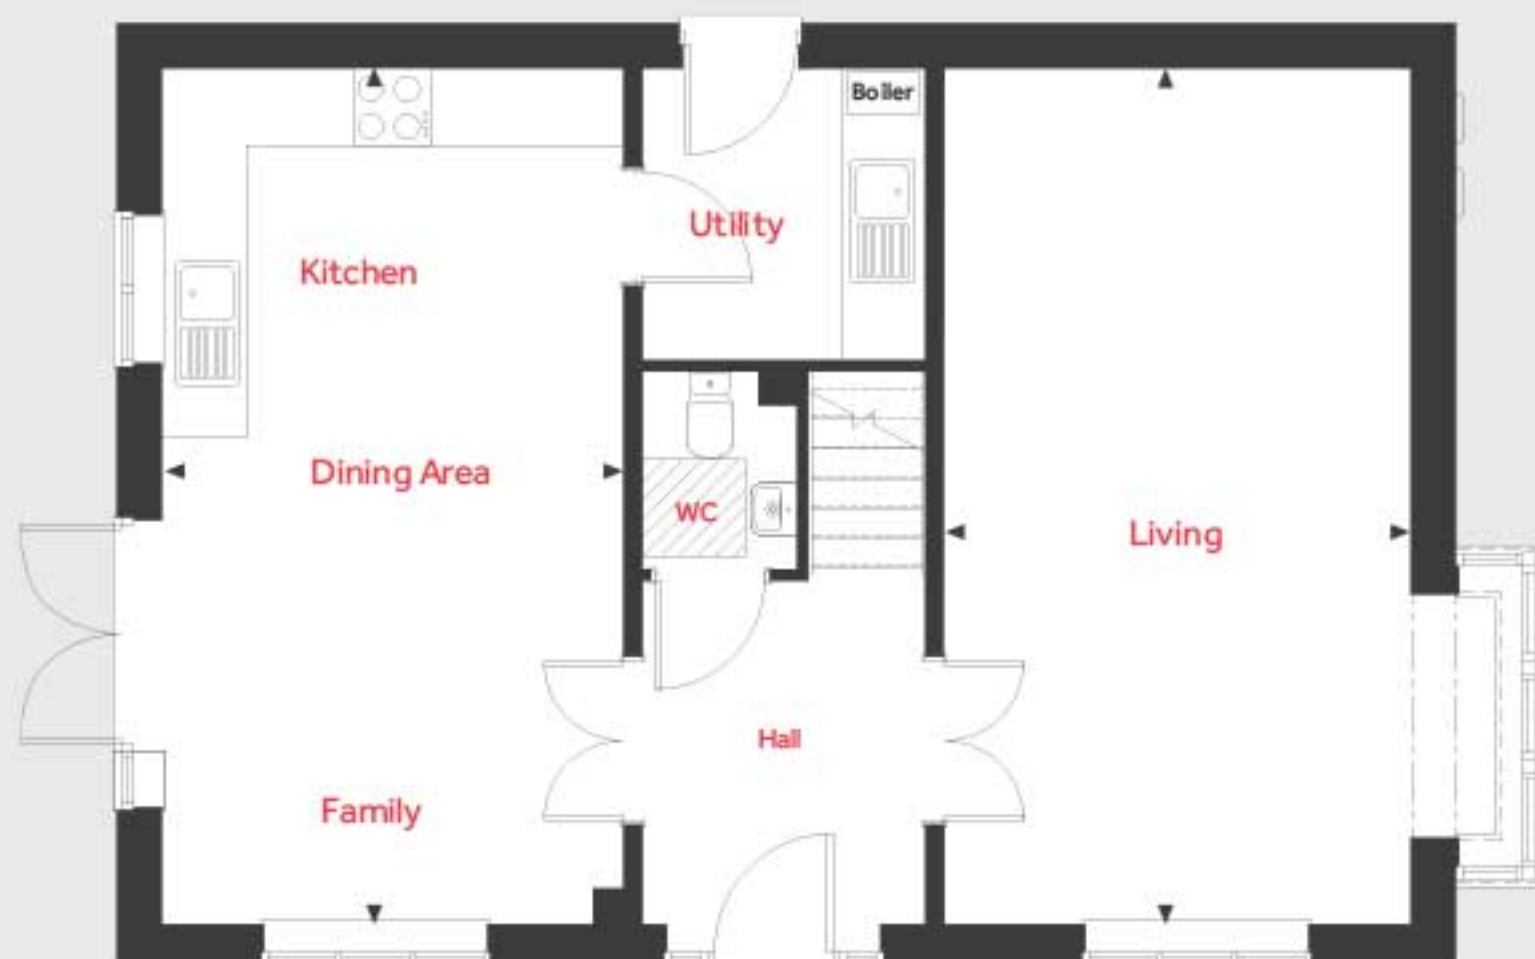 Boiler
Utility
Kitchen
Dining Area
WC
Living
Hall
Family